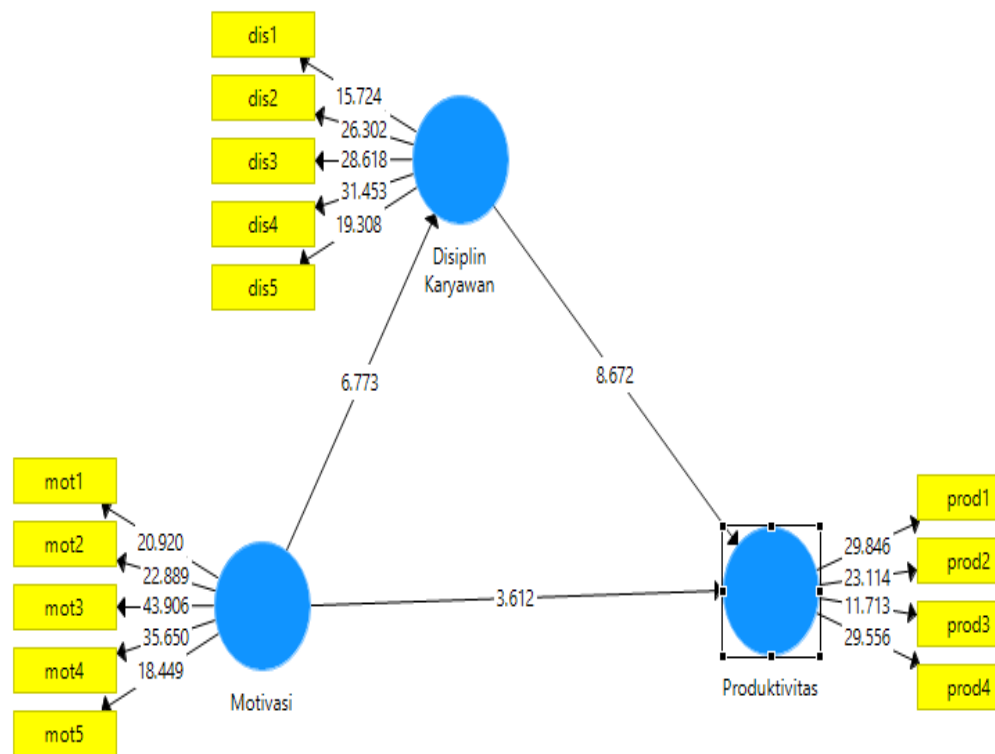 dis1
dis2
dis3
dis4
dis5
15.724
26.302
28.618
31.453
19.308
Disiplin
Karyawan
6.773
8.672
mot1
mot2
mot3
mot4
mot5
20.920
22.889
43.906
35.650
18.449
Motivasi
3.612
Produktivitas
29.846
23.114
11.713
29.556
prod1
prod2
prod3
prod4